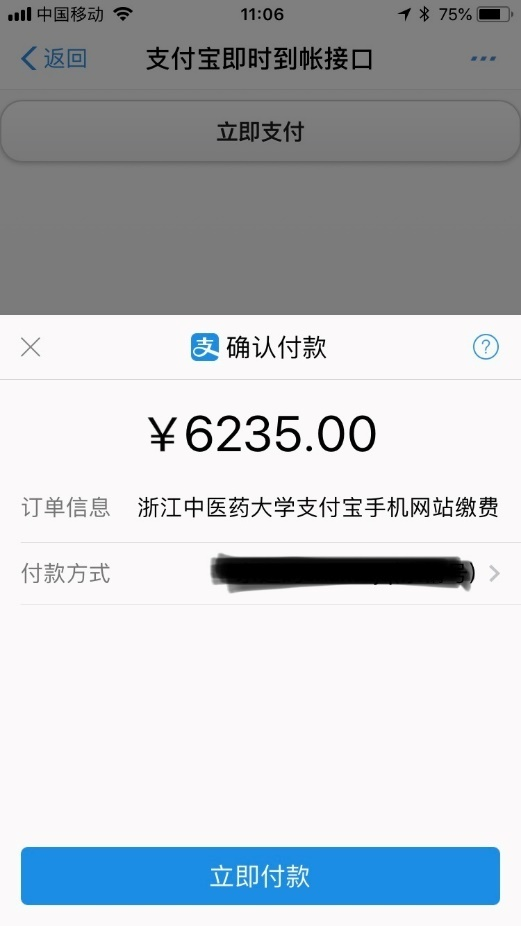 中国移动 11:06 75%
返回 支付宝即时到帐接口
立即支付
支 确认付款 ?
￥6235.00
订单信息 浙江中医药大学支付宝手机网站缴费
付款方式 )
立即付款